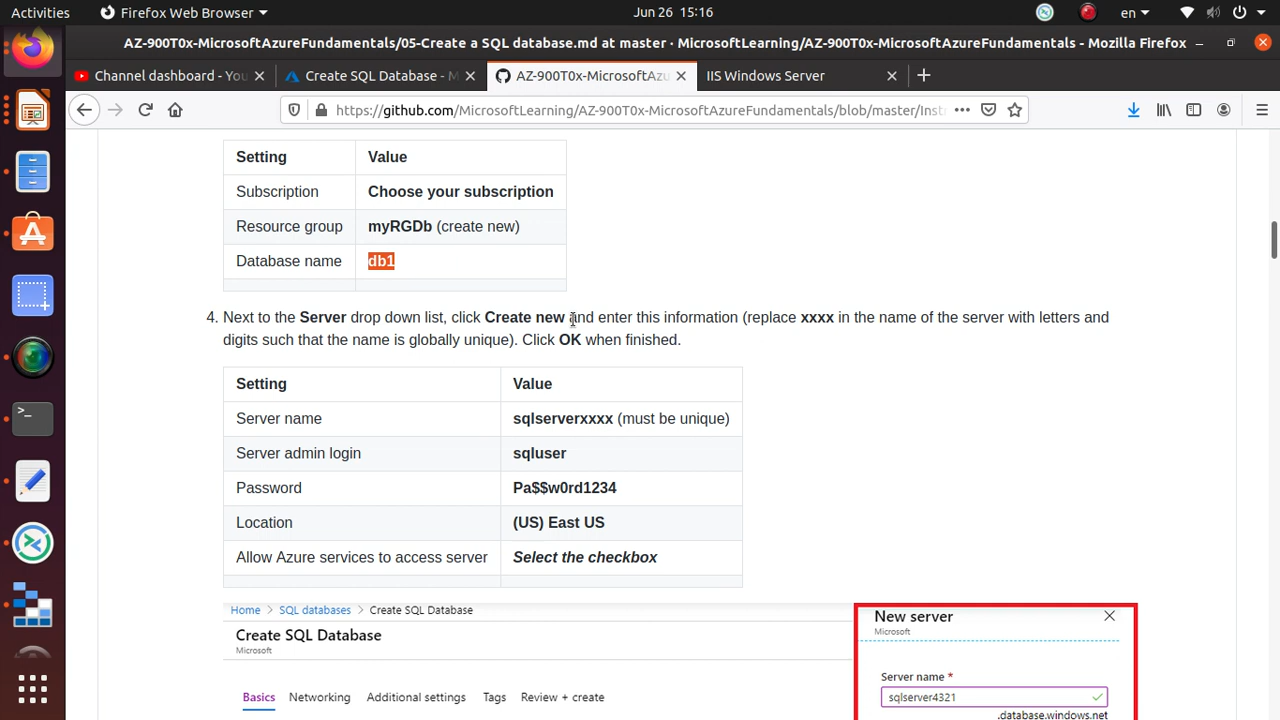 Activities
Firefox Web Browser
Jun 26 15:16
en
AZ-900T0x-MicrosoftAzureFundamentals/05-Create a SQL database.md at master · MicrosoftLearning/AZ-900T0x-MicrosoftAzureFundamentals - Mozilla Firefox
Channel dashboard - You
Create SQL Database - M
AZ-900T0x-MicrosoftAzu
IIS Windows Server
https://github.com/MicrosoftLearning/AZ-900T0x-MicrosoftAzureFundamentals/blob/master/Inst
Setting Value
Subscription Choose your subscription
Resource group myRGDb (create new)
Database name db1
4. Next to the Server drop down list, click Create new and enter this information (replace xxxx in the name of the server with letters and
digits such that the name is globally unique). Click OK when finished.
Setting Value
Server name sqlserverxxxx (must be unique)
Server admin login sqluser
Password Pa$$w0rd1234
Location (US) East US
Allow Azure services to access server Select the checkbox
Home > SQL databases > Create SQL Database
Create SQL Database
Microsoft
Basics Networking Additional settings Tags Review + create
New server
Microsoft
Server name *
sqlserver4321
.database.windows.net